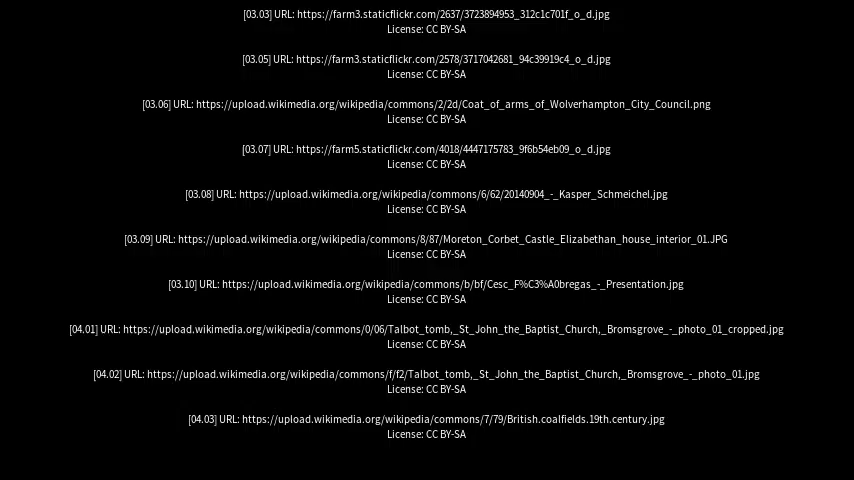 [03.03] URL: https://farm3.staticflickr.com/2637/3723894953_312c1c701f_o_d.jpg
License: CC BY-SA
[03.05] URL: https://farm3.staticflickr.com/2578/3717042681_94c39919c4_o_d.jpg
License: CC BY-SA
[03.06] URL: https://upload.wikimedia.org/wikipedia/commons/2/2d/Coat_of_arms_of_Wolverhampton_City_Council.png
License: CC BY-SA
[03.07] URL: https://farm5.staticflickr.com/4018/4447175783_9f6b54eb09_o_d.jpg
License: CC BY-SA
[03.08] URL: https://upload.wikimedia.org/wikipedia/commons/6/62/20140904_-_Kasper_Schmeichel.jpg
License: CC BY-SA
[03.09] URL: https://upload.wikimedia.org/wikipedia/commons/8/87/Moreton_Corbet_Castle_Elizabethan_house_interior_01.JPG
License: CC BY-SA
[03.10] URL: https://upload.wikimedia.org/wikipedia/commons/b/bf/Cesc_F%C3%A0bregas_-_Presentation.jpg
License: CC BY-SA
[04.01] URL: https://upload.wikimedia.org/wikipedia/commons/0/06/Talbot_tomb,_St_John_the_Baptist_Church,_Bromsgrove_-_photo_01_cropped.jpg
License: CC BY-SA
[04.02] URL: https://upload.wikimedia.org/wikipedia/commons/f/f2/Talbot_tomb,_St_John_the_Baptist_Church,_Bromsgrove_-_photo_01.jpg
License: CC BY-SA
[04.03] URL: https://upload.wikimedia.org/wikipedia/commons/7/79/British.coalfields.19th.century.jpg
License: CC BY-SA